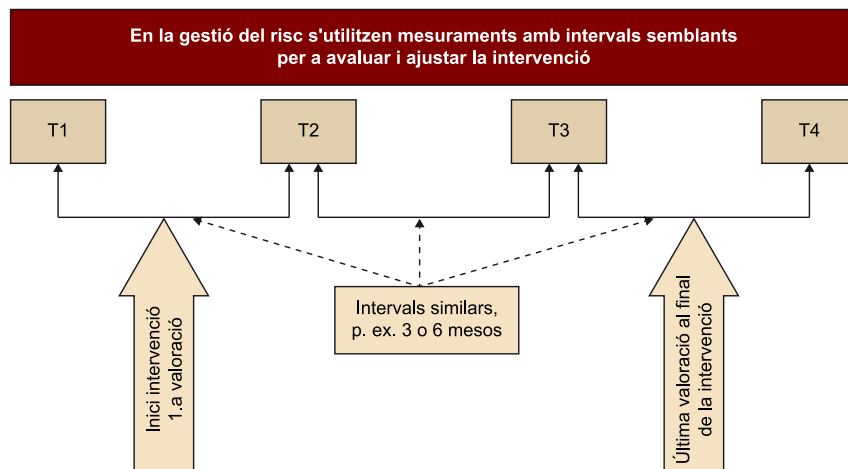 En la gestió del risc s'utilitzen mesuraments amb intervals semblants
per a avaluar i ajustar la intervenció
T1
T2
T3
T4
Intervals similars,
p. ex. 3 o 6 mesos
Inici intervenció
1.a valoració
Última valoració al final
de la intervenció